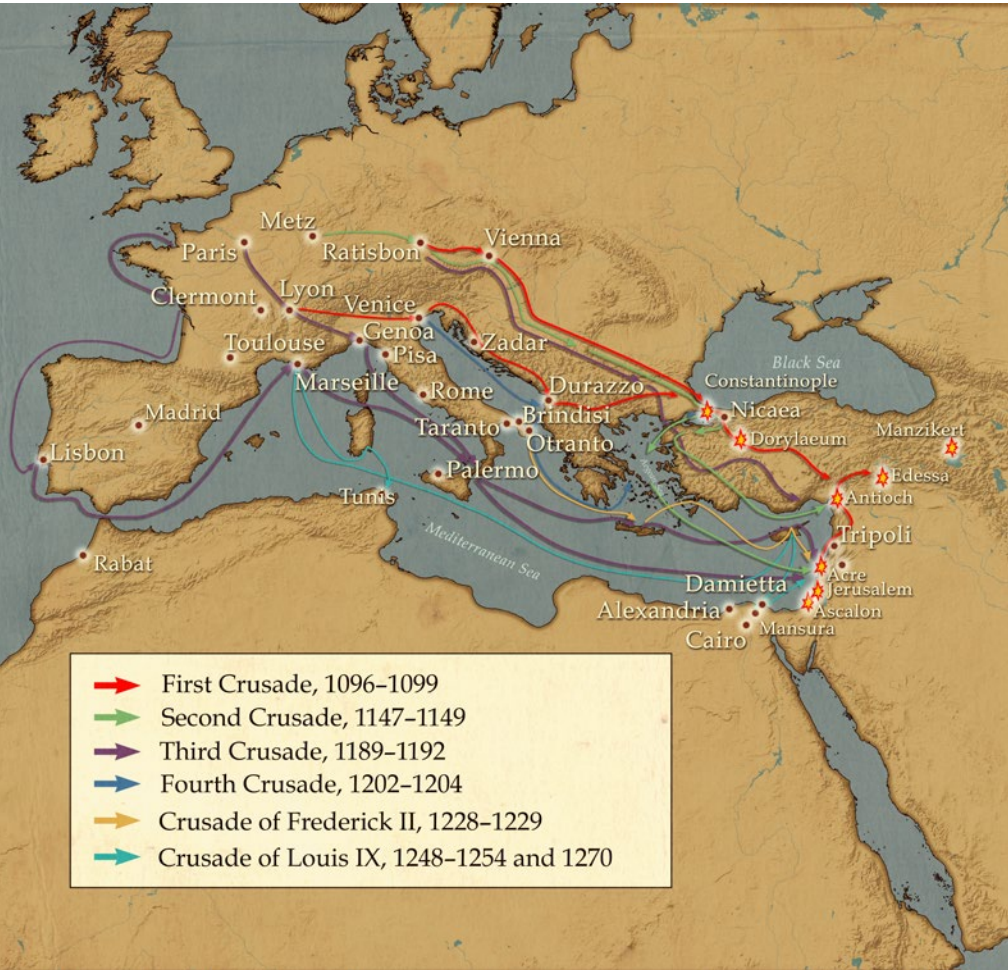 Metz
Paris
Ratisbon
Vienna
Clermont
Lyon
Venice
Genoa
Zadar
Toulouse
Pisa
Black Sea
Marseille
Rome
Durazzo
Constantinople
Madrid
Taranto
Brindisi
Nicaea
Otranto
Dorylaeum
Manzikert
Lisbon
Palermo
Edessa
Tunis
Antioch
Mediterranean Sea
Tripoli
Rabat
Damietta
Acre
Jerusalem
Alexandria
Ascalon
Cairo
Mansura
First Crusade, 1096–1099
Second Crusade, 1147–1149
Third Crusade, 1189–1192
Fourth Crusade, 1202–1204
Crusade of Frederick II, 1228–1229
Crusade of Louis IX, 1248–1254 and 1270